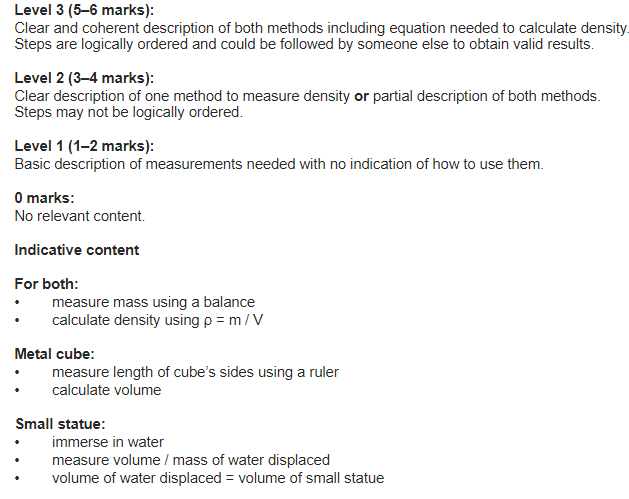 Level 3 (5–6 marks):
Clear and coherent description of both methods including equation needed to calculate density.
Steps are logically ordered and could be followed by someone else to obtain valid results.
Level 2 (3–4 marks):
Clear description of one method to measure density or partial description of both methods.
Steps may not be logically ordered.
Level 1 (1–2 marks):
Basic description of measurements needed with no indication of how to use them.
0 marks:
No relevant content.
Indicative content
For both:
• measure mass using a balance
• calculate density using ρ = m / V
Metal cube:
• measure length of cube’s sides using a ruler
• calculate volume
Small statue:
• immerse in water
• measure volume / mass of water displaced
• volume of water displaced = volume of small statue